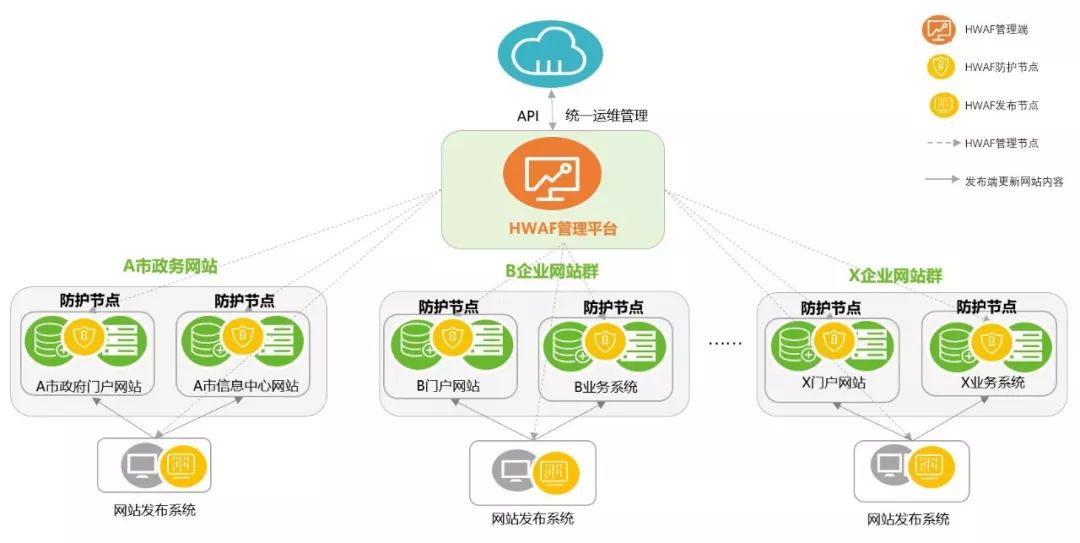 HWAF管理端
HWAF防护节点
HWAF发布节点
HWAF管理节点
发布端更新网站内容
API 统一运维管理
HWAF管理平台
A市政务网站
防护节点 防护节点
A市政府门户网站 A市信息中心网站
网站发布系统
B企业网站群
防护节点 防护节点
B门户网站 B业务系统
网站发布系统
......
X企业网站群
防护节点 防护节点
X门户网站 X业务系统
网站发布系统